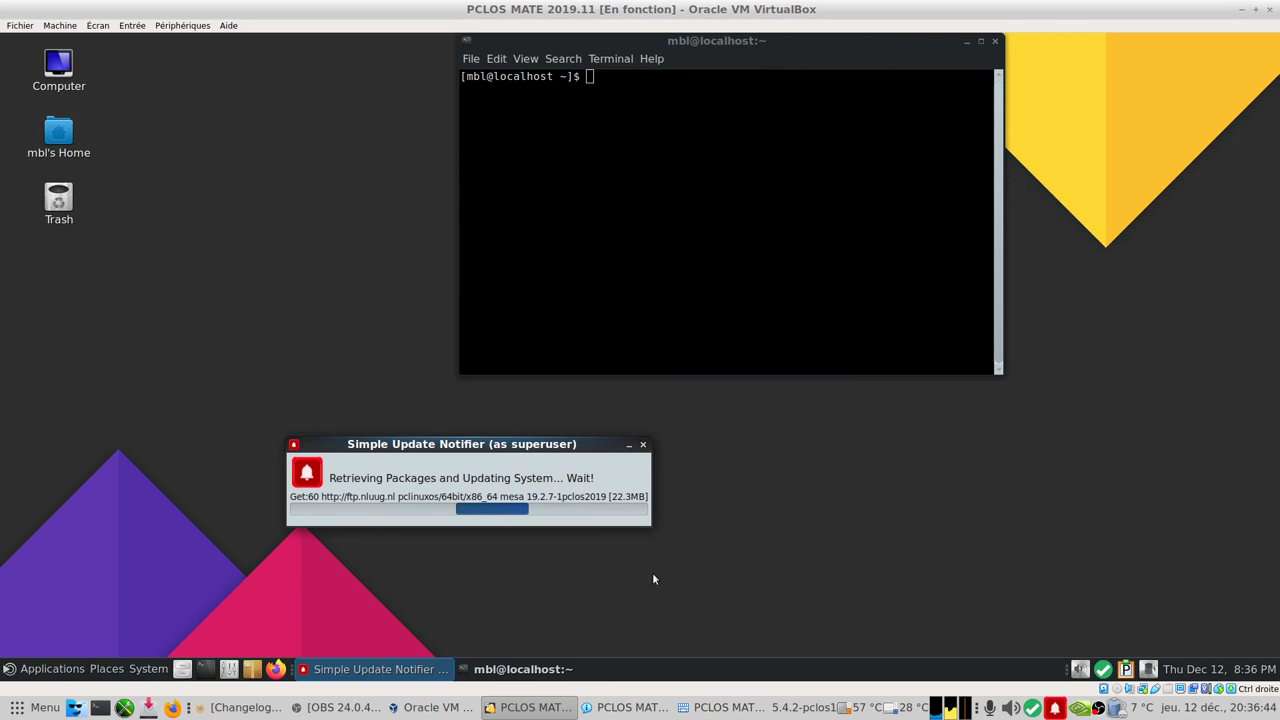 PCLOS MATE 2019.11 [En fonction] - Oracle VM VirtualBox
Fichier Machine Écran Entrée Périphériques Aide
Computer
mbl's Home
Trash
mbl@localhost:~
File Edit View Search Terminal Help
[mbl@localhost ~]$
Simple Update Notifier (as superuser)
Retrieving Packages and Updating System... Wait!
Get:60 http://ftp.nluug.nl pclinuxos/64bit/x86_64 mesa 19.2.7-1pclos2019 [22.3MB]
Applications Places System Simple Update Notifier ... mbl@localhost:~ Thu Dec 12, 8:36 PM
Ctrl droite
Menu [Changelog... [OBS 24.0.4... Oracle VM ... PCLOS MAT... PCLOS MAT... 5.4.2-pclos1 57 °C 28 °C 7 °C jeu. 12 déc., 20:36:44